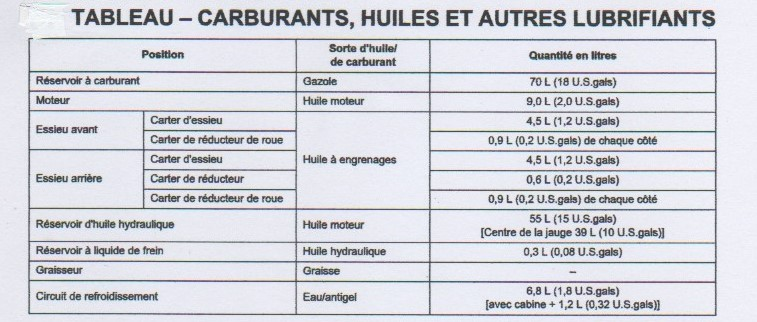 TABLEAU – CARBURANTS, HUILES ET AUTRES LUBRIFIANTS
Position Sorte d'huile/ de carburant Quantité en litres
Réservoir à carburant Gazole 70 L (18 U.S.gals)
Moteur Huile moteur 9,0 L (2,0 U.S.gals)
Essieu avant Carter d'essieu Huile à engrenages 4,5 L (1,2 U.S.gals)
Carter de réducteur de roue 0,9 L (0,2 U.S.gals) de chaque côté
Essieu arrière Carter d'essieu 4,5 L (1,2 U.S.gals)
Carter de réducteur 0,6 L (0,2 U.S.gals)
Carter de réducteur de roue 0,9 L (0,2 U.S.gals) de chaque côté
Réservoir d'huile hydraulique Huile moteur 55 L (15 U.S.gals)
[Centre de la jauge 39 L (10 U.S.gals)]
Réservoir à liquide de frein Huile hydraulique 0,3 L (0,08 U.S.gals)
Graisseur Graisse –
Circuit de refroidissement Eau/antigel 6,8 L (1,8 U.S.gals)
[avec cabine + 1,2 L (0,32 U.S.gals)]